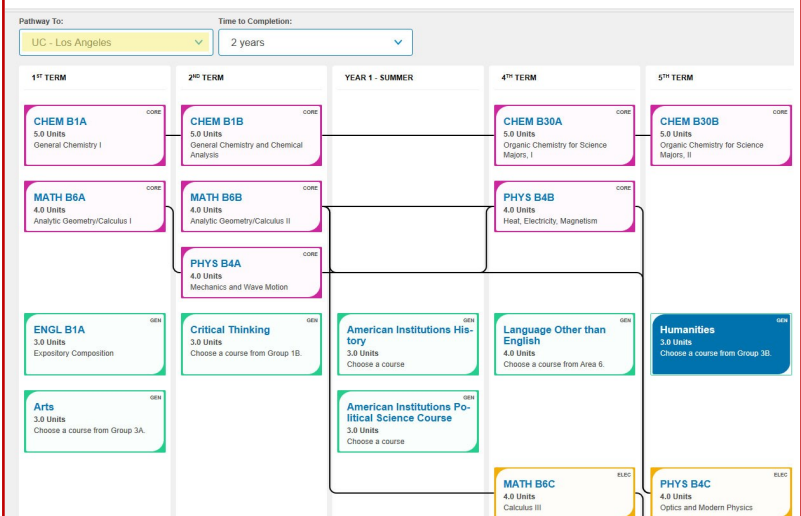 Pathway To:
Time to Completion:
UC - Los Angeles
2 years
1ST TERM
2ND TERM
YEAR 1 - SUMMER
4TH TERM
5TH TERM
CORE
CHEM B1A
5.0 Units
General Chemistry I
CORE
CHEM B1B
5.0 Units
General Chemistry and Chemical
Analysis
CORE
CHEM B30A
5.0 Units
Organic Chemistry for Science
Majors, I
CORE
CHEM B30B
5.0 Units
Organic Chemistry for Science
Majors, II
CORE
MATH B6A
4.0 Units
Analytic Geometry/Calculus I
CORE
MATH B6B
4.0 Units
Analytic Geometry/Calculus II
CORE
PHYS B4B
4.0 Units
Heat, Electricity, Magnetism
CORE
PHYS B4A
4.0 Units
Mechanics and Wave Motion
GEN
ENGL B1A
3.0 Units
Expository Composition
GEN
Critical Thinking
3.0 Units
Choose a course from Group 1B.
GEN
American Institutions His-
tory
3.0 Units
Choose a course
GEN
Language Other than
English
4.0 Units
Choose a course from Area 6.
GEN
Humanities
3.0 Units
Choose a course from Group 3B.
GEN
Arts
3.0 Units
Choose a course from Group 3A.
GEN
American Institutions Po-
litical Science Course
3.0 Units
Choose a course
ELEC
MATH B6C
4.0 Units
Calculus III
ELEC
PHYS B4C
4.0 Units
Optics and Modern Physics